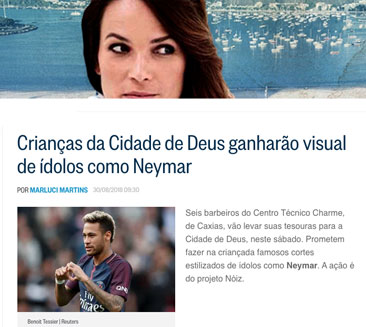 Crianças da Cidade de Deus ganharão visual
de ídolos como Neymar
POR MARLUCI MARTINS 30/08/2018 09:30
Seis barbeiros do Centro Técnico Charme,
de Caxias, vão levar suas tesouras para a
Cidade de Deus, neste sábado. Prometem
fazer na criançada famosos cortes
estilizados de ídolos como Neymar. A ação é
do projeto Nóiz.
Benoit Tessier | Reuters